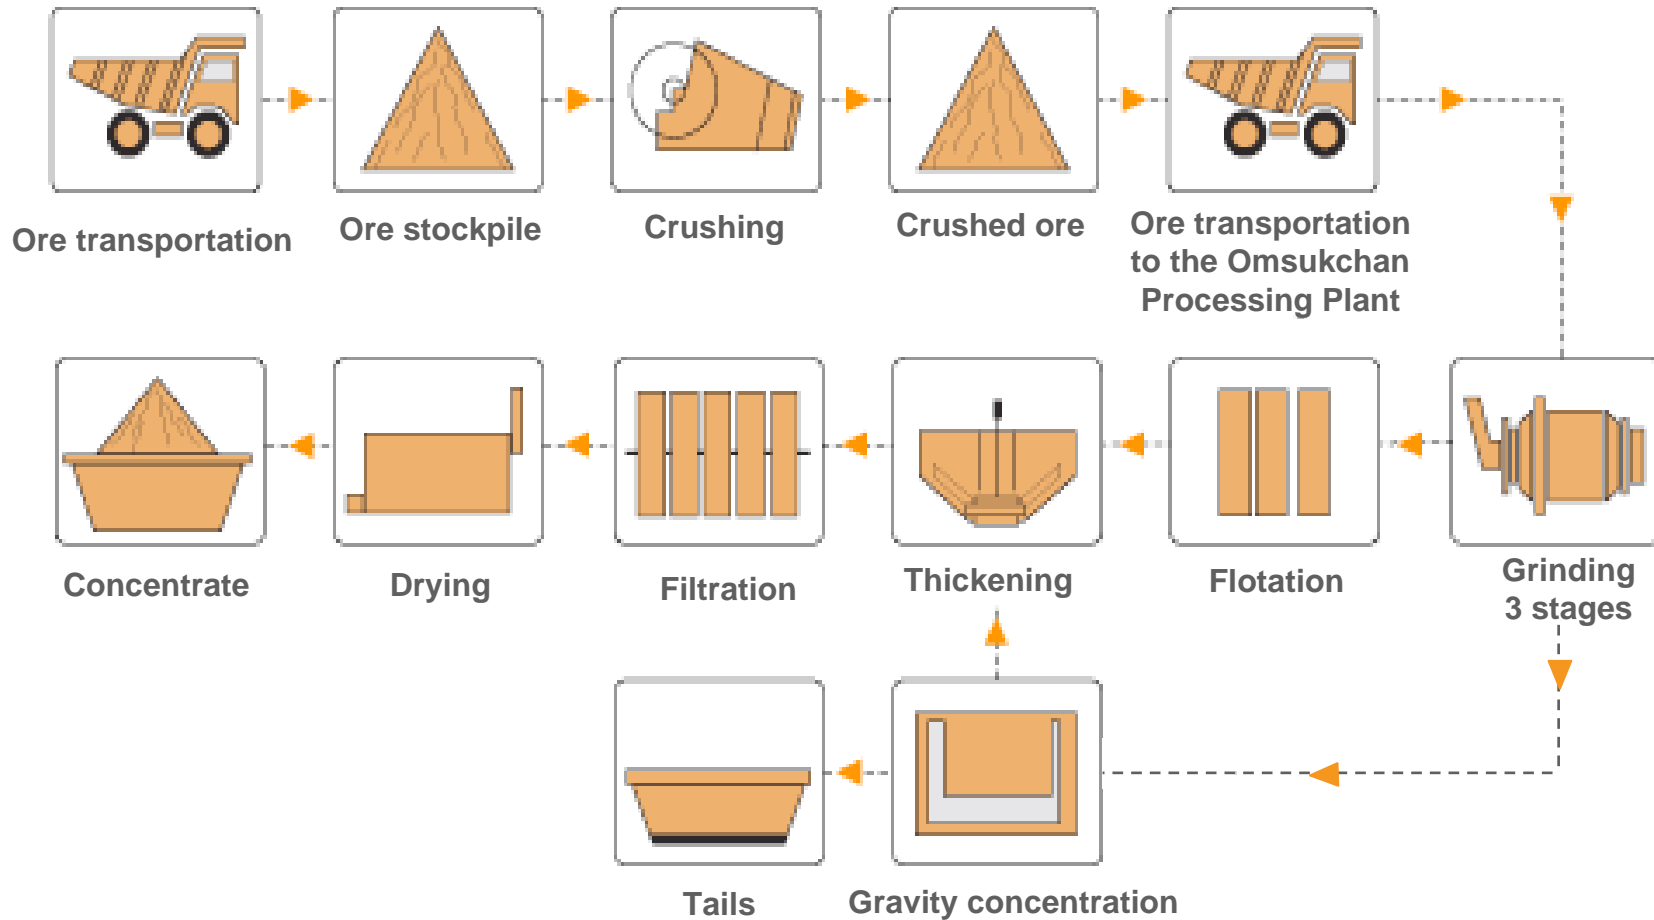 Ore transportation
Ore stockpile
Crushing
Crushed ore
Ore transportation
to the Omsukchan
Processing Plant
Concentrate
Drying
Filtration
Thickening
Flotation
Grinding
3 stages
Tails
Gravity concentration